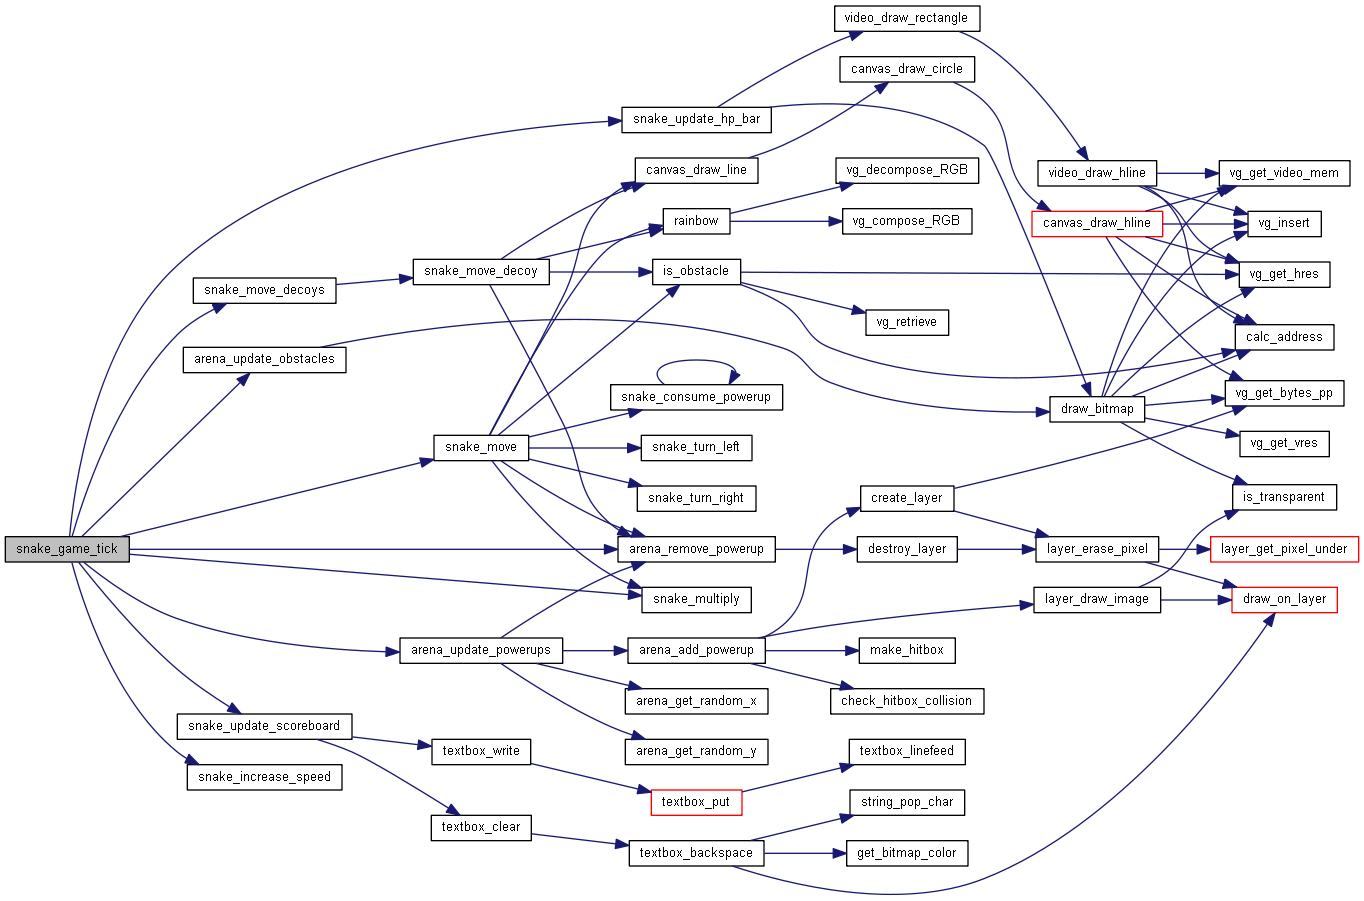 video_draw_rectangle
canvas_draw_circle
snake_update_hp_bar
canvas_draw_line
vg_decompose_RGB
video_draw_hline
vg_get_video_mem
rainbow
vg_compose_RGB
canvas_draw_hline
vg_insert
snake_move_decoys
snake_move_decoy
is_obstacle
vg_get_hres
vg_retrieve
calc_address
arena_update_obstacles
snake_consume_powerup
draw_bitmap
vg_get_bytes_pp
snake_move
snake_turn_left
vg_get_vres
snake_turn_right
create_layer
is_transparent
snake_game_tick
arena_remove_powerup
destroy_layer
layer_erase_pixel
layer_get_pixel_under
snake_multiply
layer_draw_image
draw_on_layer
arena_update_powerups
arena_add_powerup
make_hitbox
arena_get_random_x
check_hitbox_collision
snake_update_scoreboard
textbox_write
arena_get_random_y
textbox_linefeed
snake_increase_speed
textbox_put
string_pop_char
textbox_clear
textbox_backspace
get_bitmap_color